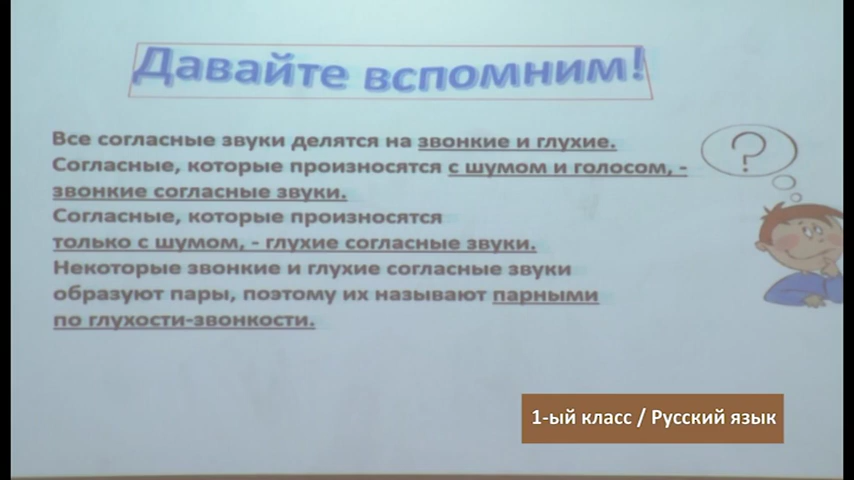 Давайте вспомним!
Все согласные звуки делятся на звонкие и глухие.
Согласные, которые произносятся с шумом и голосом, -
звонкие согласные звуки.
Согласные, которые произносятся
только с шумом, - глухие согласные звуки.
Некоторые звонкие и глухие согласные звуки
образуют пары, поэтому их называют парными
по глухости-звонкости.
?
1-ый класс / Русский язык